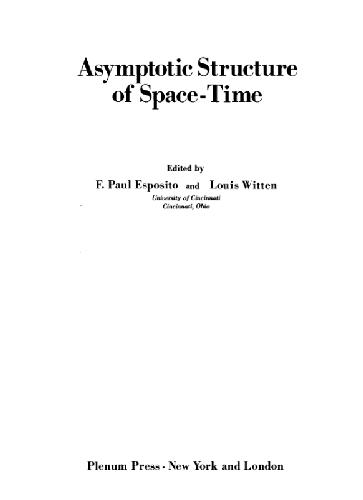 Asymptotic Structure
of Space-Time
Edited by
F. Paul Esposito and Louis Witten
University of Cincinnati
Cincinnati, Ohio
Plenum Press · New York and London